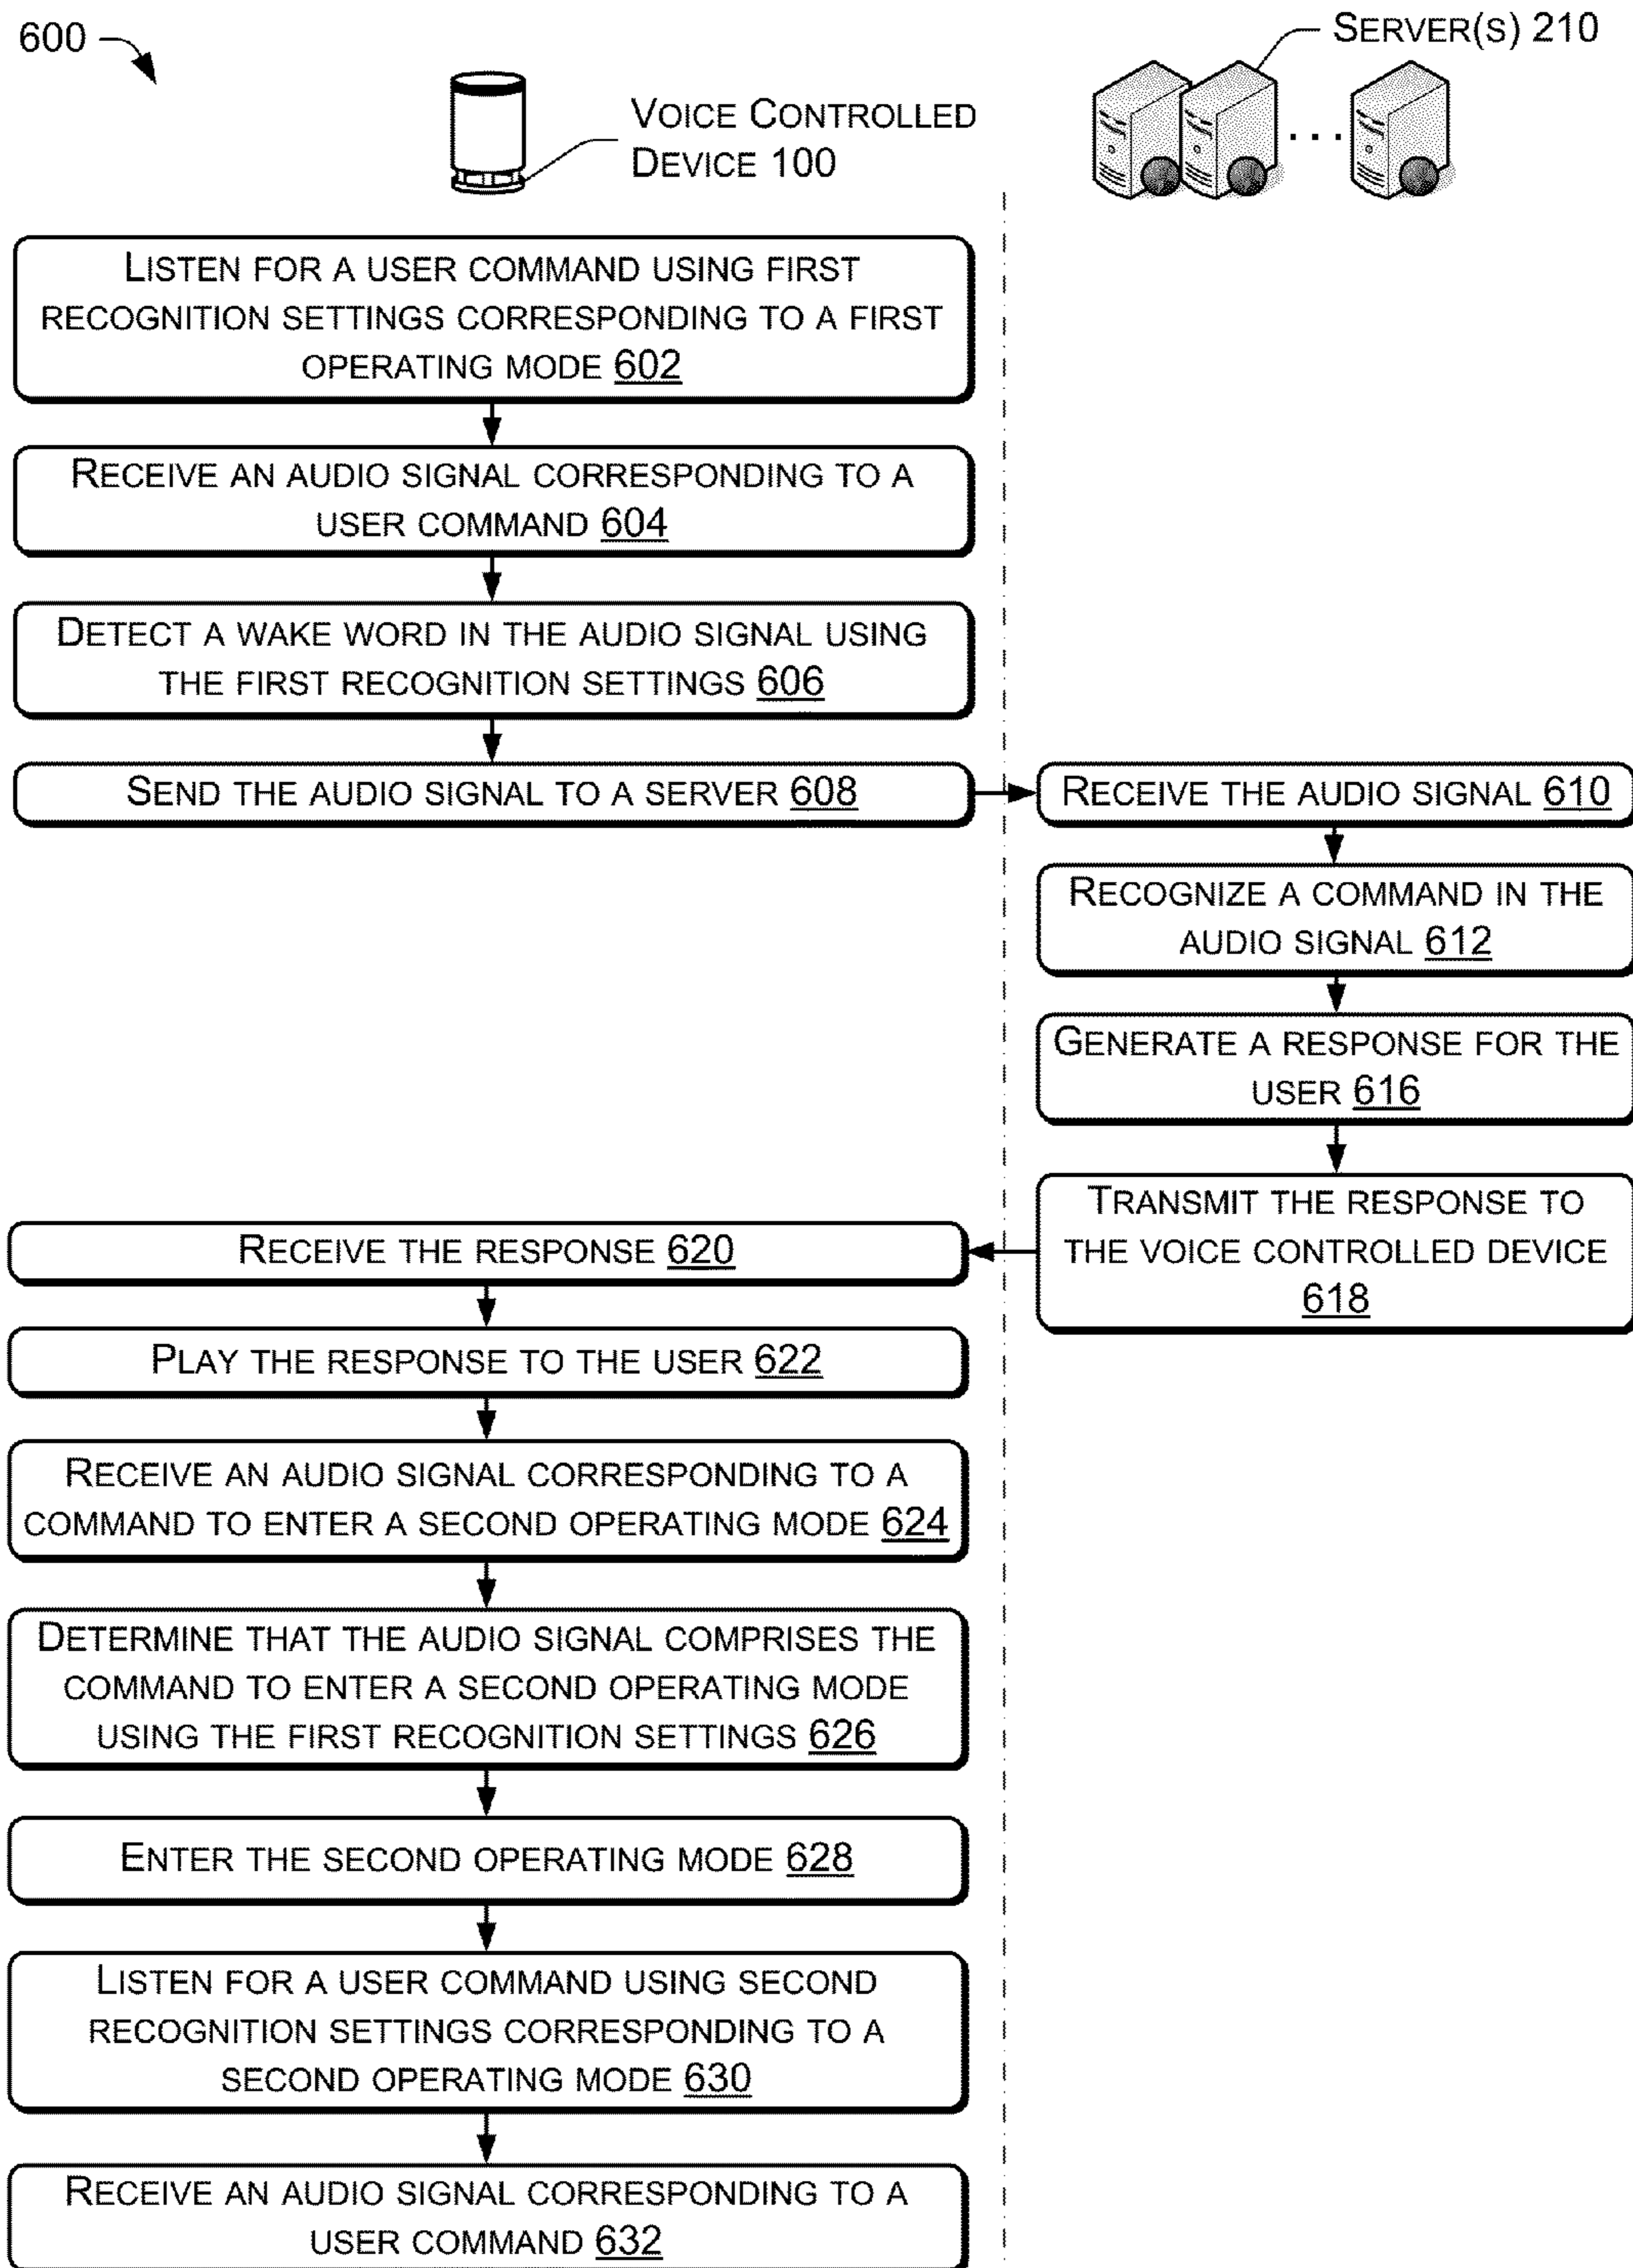 600
SERVER(S) 210
VOICE CONTROLLED
DEVICE 100
LISTEN FOR A USER COMMAND USING FIRST
RECOGNITION SETTINGS CORRESPONDING TO A FIRST
OPERATING MODE 602
RECEIVE AN AUDIO SIGNAL CORRESPONDING TO A
USER COMMAND 604
DETECT A WAKE WORD IN THE AUDIO SIGNAL USING
THE FIRST RECOGNITION SETTINGS 606
SEND THE AUDIO SIGNAL TO A SERVER 608
RECEIVE THE AUDIO SIGNAL 610
RECOGNIZE A COMMAND IN THE
AUDIO SIGNAL 612
GENERATE A RESPONSE FOR THE
USER 616
TRANSMIT THE RESPONSE TO
THE VOICE CONTROLLED DEVICE
618
RECEIVE THE RESPONSE 620
PLAY THE RESPONSE TO THE USER 622
RECEIVE AN AUDIO SIGNAL CORRESPONDING TO A
COMMAND TO ENTER A SECOND OPERATING MODE 624
DETERMINE THAT THE AUDIO SIGNAL COMPRISES THE
COMMAND TO ENTER A SECOND OPERATING MODE
USING THE FIRST RECOGNITION SETTINGS 626
ENTER THE SECOND OPERATING MODE 628
LISTEN FOR A USER COMMAND USING SECOND
RECOGNITION SETTINGS CORRESPONDING TO A
SECOND OPERATING MODE 630
RECEIVE AN AUDIO SIGNAL CORRESPONDING TO A
USER COMMAND 632